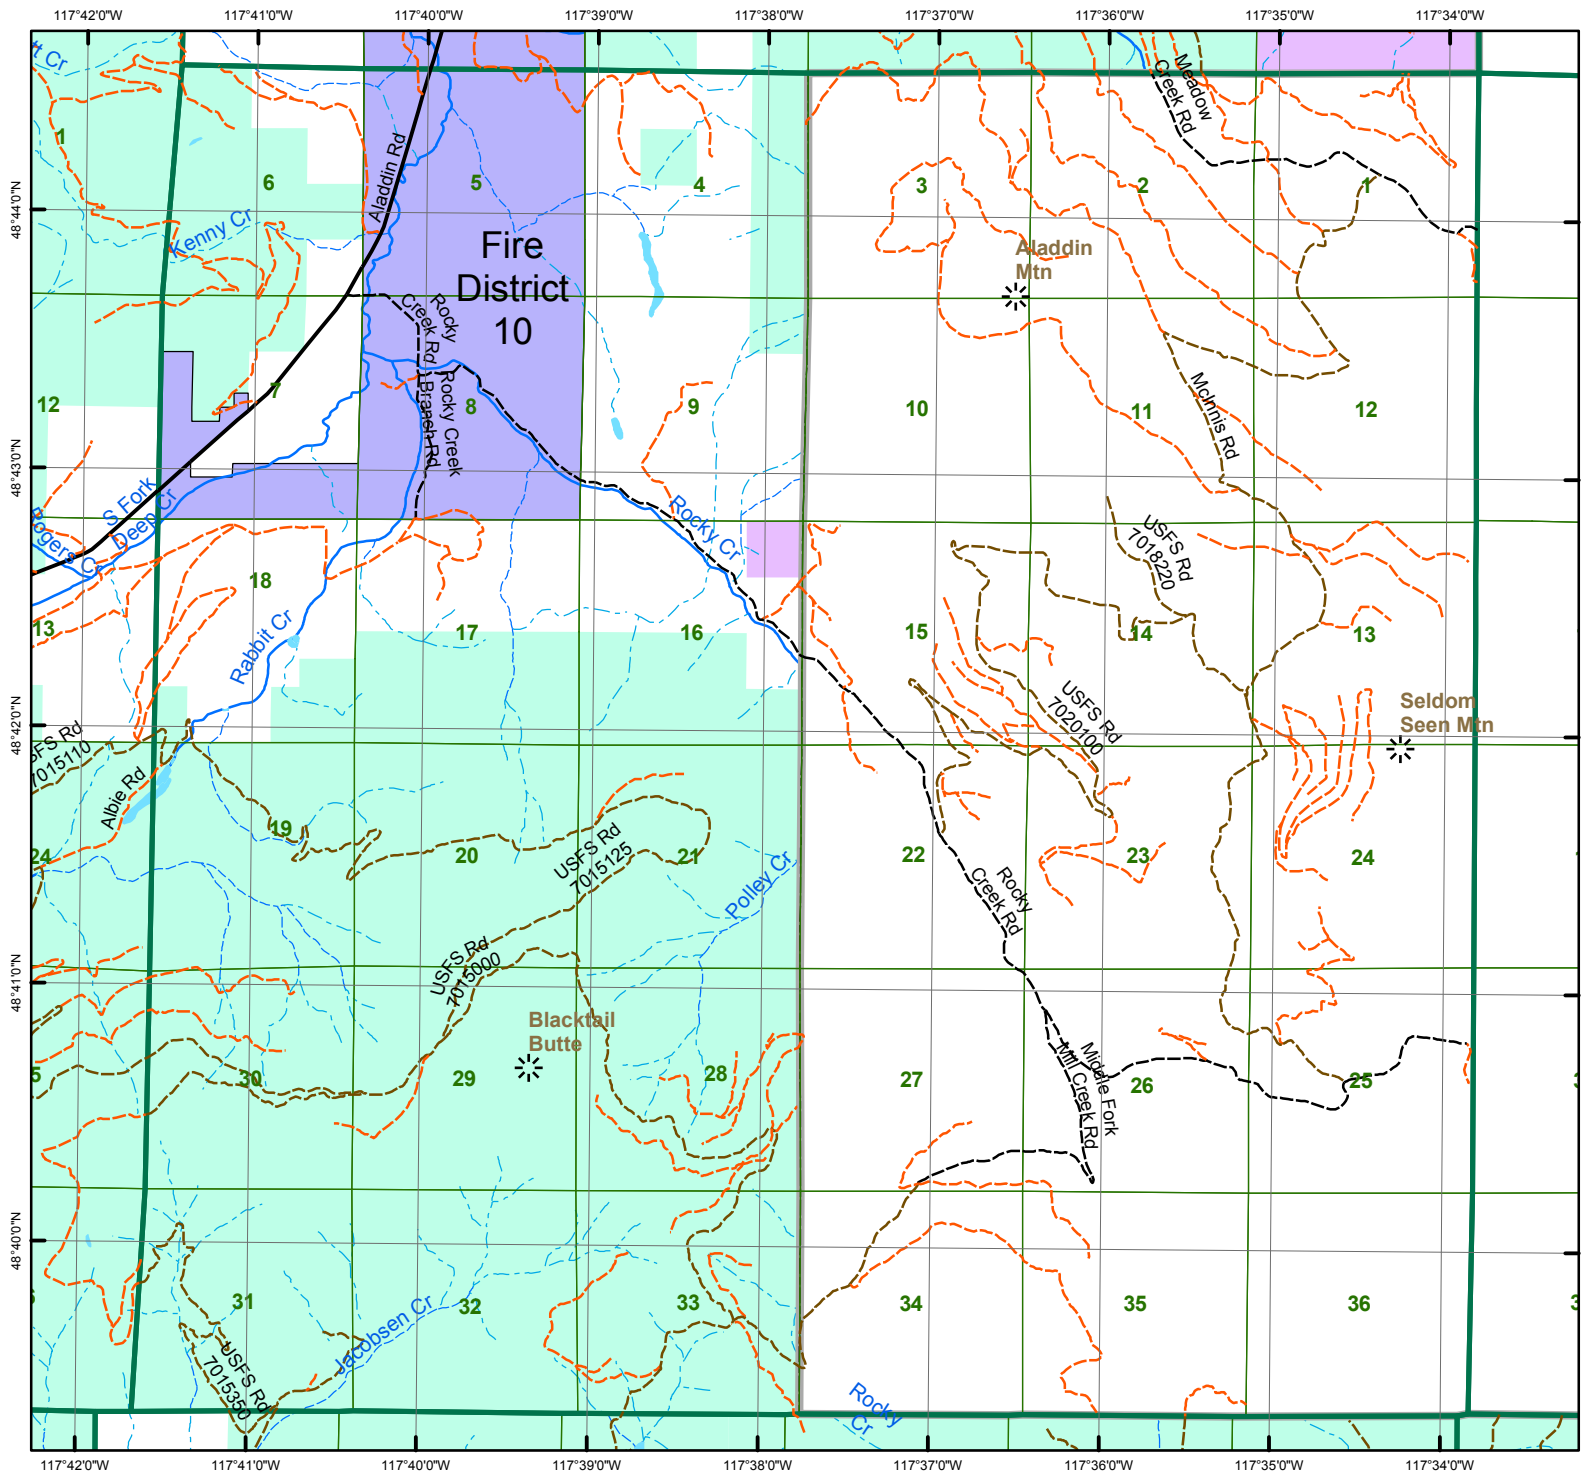 117°42'0"W
117°41'0"W
117°40'0"W
117°39'0"W
117°38'0"W
117°37'0"W
117°36'0"W
117°35'0"W
117°34'0"W
Cr
Meadow
Creek Rd
1
6
5
4
3
2
1
Aladdin Rd
48°44'0"N
Kenny Cr
Fire
District
10
Aladdin
Mtn
Rocky
Creek Rd
7
12
8
9
10
11
12
Rocky Creek
Branch Rd
McInnis Rd
48°43'0"N
S Fork
Deep Cr
Rogers Cr
Rocky Cr
USFS Rd
7018220
18
13
17
16
15
14
13
Rabbit Cr
48°42'0"N
USFS Rd
7020100
Seldom
Seen Mtn
SFS Rd
7015110
Albie Rd
19
24
20
21
22
23
24
USFS Rd
7015125
Polley Cr
Rocky
Creek Rd
USFS Rd
7015000
48°41'0"N
Blacktail
Butte
5
30
29
28
27
26
25
Middle Fork
Mill Creek Rd
48°40'0"N
31
32
33
34
35
36
3
Jacobsen Cr
USFS Rd
7015350
Rocky
Cr
117°42'0"W
117°41'0"W
117°40'0"W
117°39'0"W
117°38'0"W
117°37'0"W
117°36'0"W
117°35'0"W
117°34'0"W